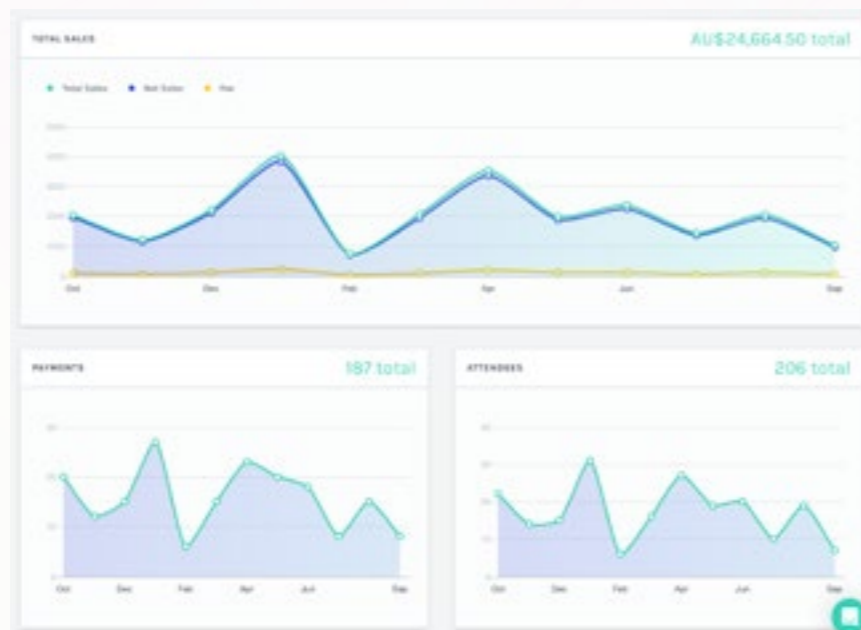 TOTAL SALES
AU$24,664.50 total
Total Sales Net Sales Fee
Oct Dec Feb Apr Jun Sep
PAYMENTS
187 total
Oct Dec Feb Apr Jun Sep
ATTENDEES
206 total
Oct Dec Feb Apr Jun Sep